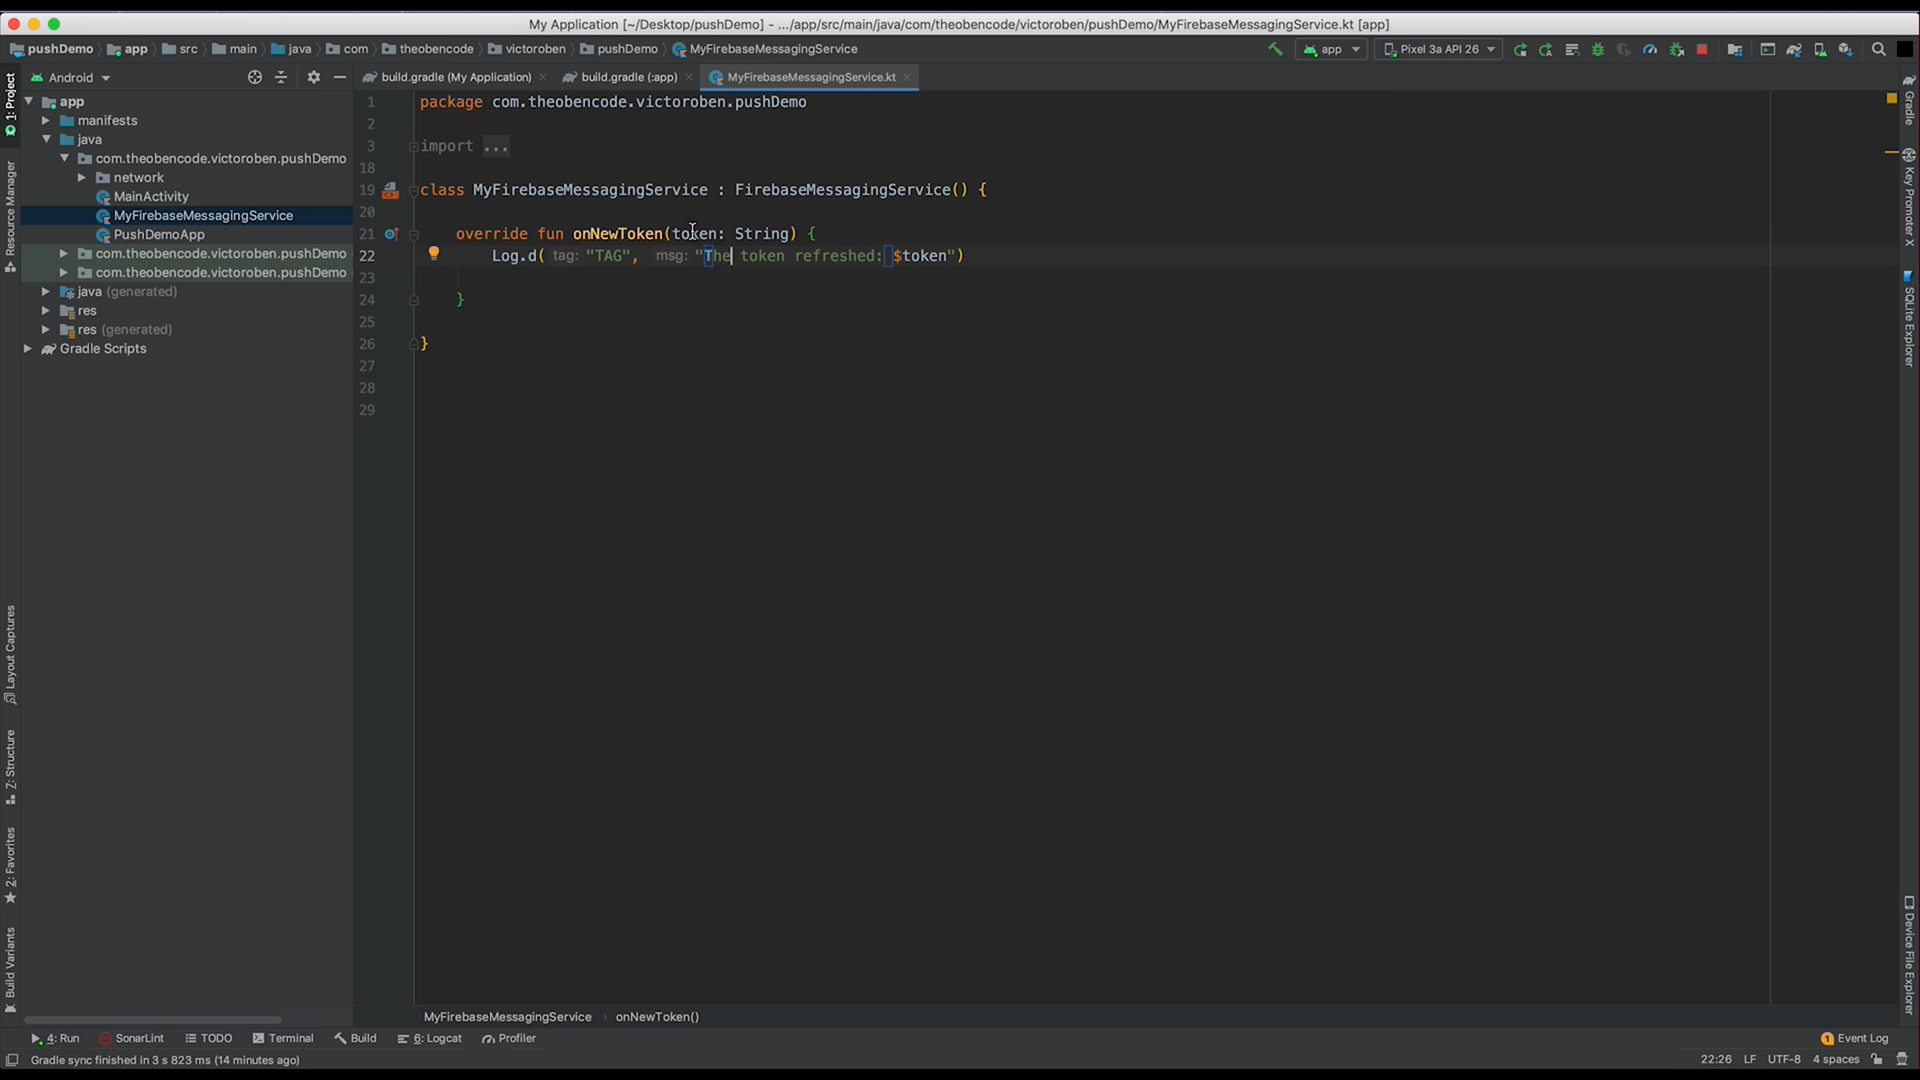 My Application [~/Desktop/pushDemo] - .../app/src/main/java/com/theobencode/victoroben/pushDemo/MyFirebaseMessagingService.kt [app]
pushDemo app src main java com theobencode victoroben pushDemo MyFirebaseMessagingService app Pixel 3a API 26
Android build.gradle (My Application) build.gradle (:app) MyFirebaseMessagingService.kt
1: Project
Resource Manager
Layout Captures
Z: Structure
2: Favorites
Build Variants
app
manifests
java
com.theobencode.victoroben.pushDemo
network
MainActivity
MyFirebaseMessagingService
PushDemoApp
com.theobencode.victoroben.pushDemo
com.theobencode.victoroben.pushDemo
java (generated)
res
res (generated)
Gradle Scripts
1 package com.theobencode.victoroben.pushDemo
2
3 import ...
18
19 class MyFirebaseMessagingService : FirebaseMessagingService() {
20
21 override fun onNewToken(token: String) {
22 Log.d( tag: "TAG", msg: "The token refreshed: $token")
23
24 }
25
26 }
27
28
29
Gradle
Key Promoter X
SQLite Explorer
Device File Explorer
MyFirebaseMessagingService › onNewToken()
4: Run SonarLint TODO Terminal Build 6: Logcat Profiler 1 Event Log
Gradle sync finished in 3 s 823 ms (14 minutes ago) 22:26 LF UTF-8 4 spaces